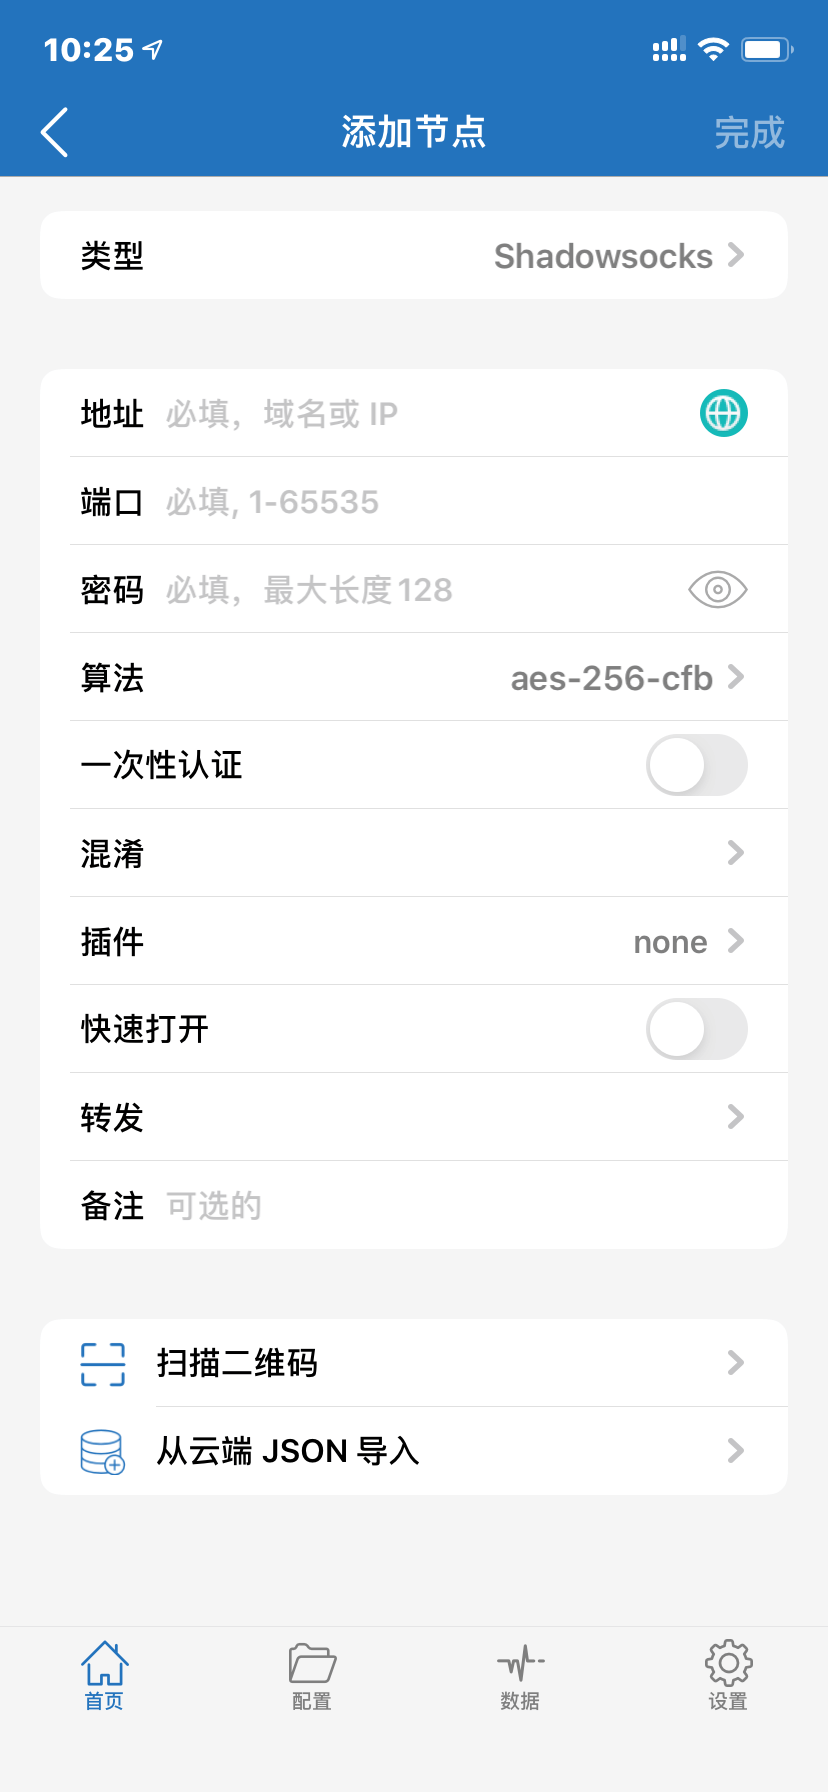 10:25
添加节点
完成
类型 Shadowsocks
地址 必填，域名或 IP
端口 必填, 1-65535
密码 必填，最大长度128
算法 aes-256-cfb
一次性认证
混淆
插件 none
快速打开
转发
备注 可选的
扫描二维码
从云端 JSON 导入
首页 配置 数据 设置